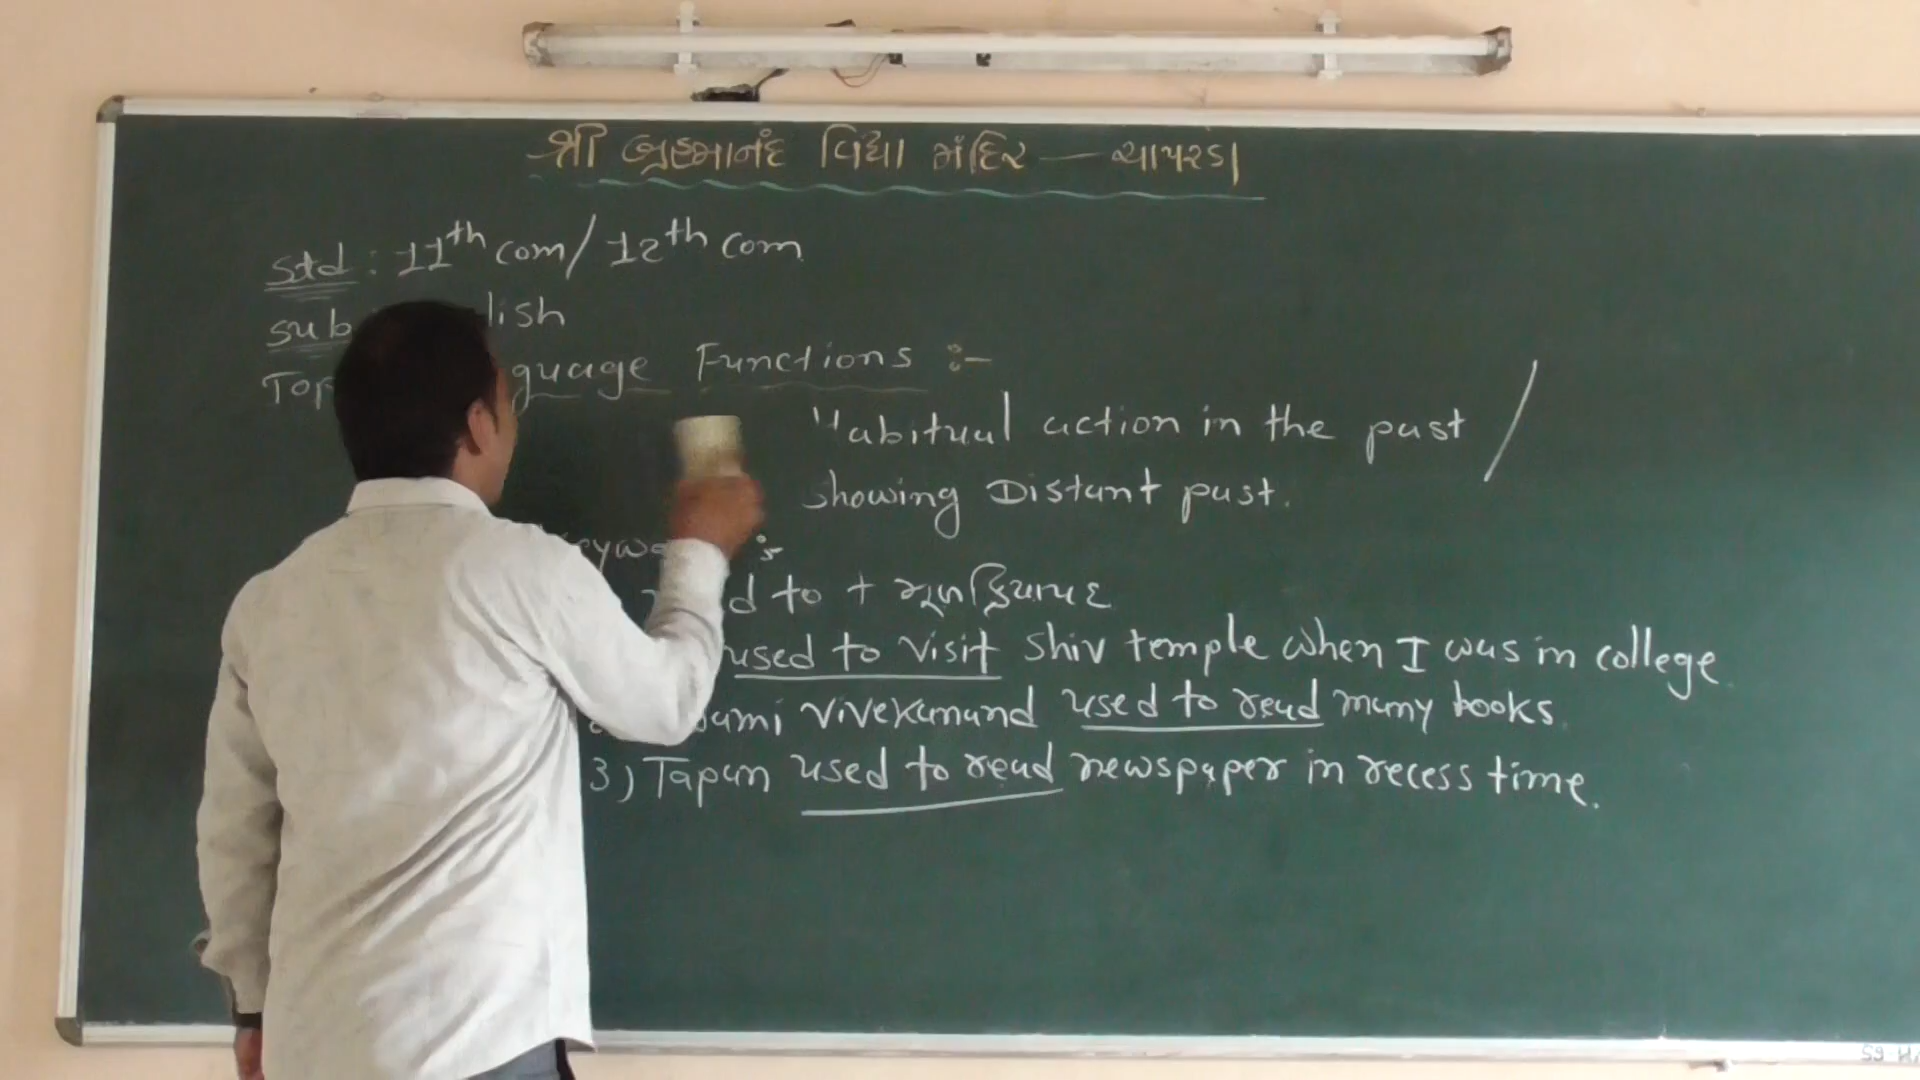 શ્રી બ્રહ્માનંદ વિદ્યા મંદિર — ચાપરડા
Std : 11th com / 12th com
sub lish
Top guage Functions :-
Habitual action in the past /
showing Distant past.
eywo
d to + મૂળ ક્રિયાપદ
used to visit Shiv temple when I was in college
ami Vivekanand used to read many books
3) Tapan used to read newspaper in recess time.